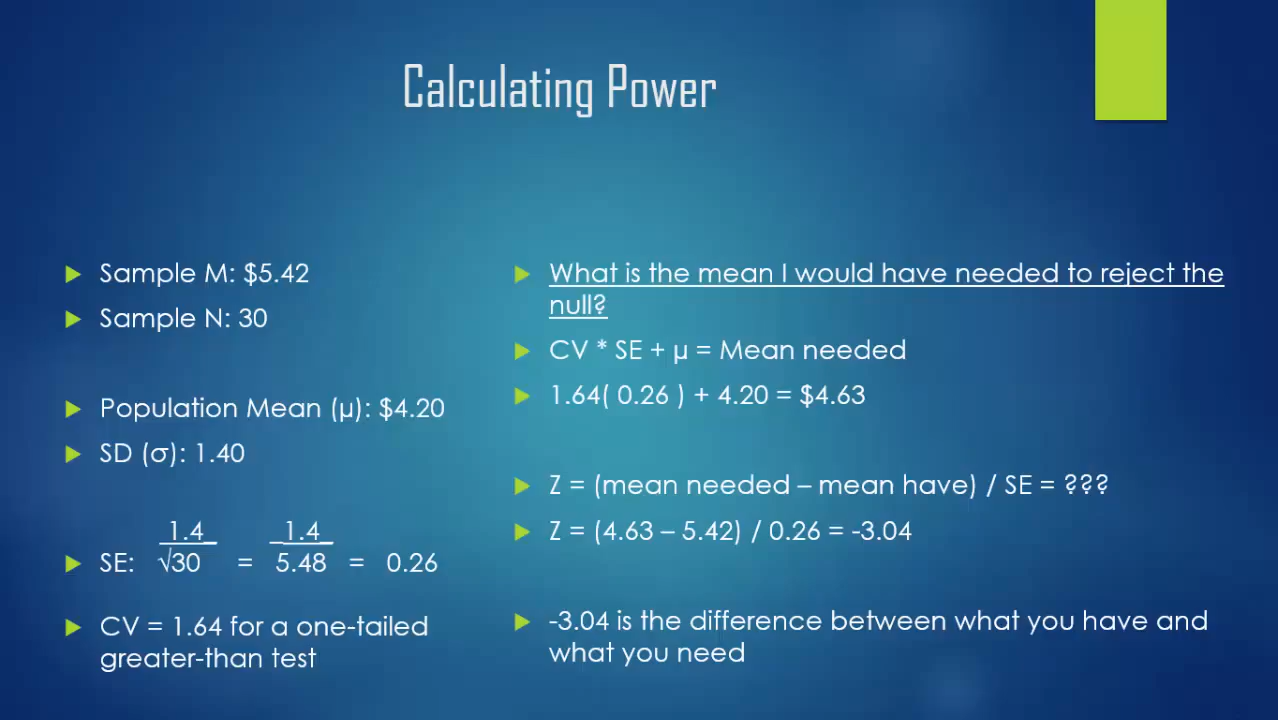 Calculating Power
Sample M: $5.42
Sample N: 30
Population Mean (μ): $4.20
SD (σ): 1.40
1.4_ _1.4_
SE: √30 = 5.48 = 0.26
CV = 1.64 for a one-tailed
greater-than test
What is the mean I would have needed to reject the
null?
CV * SE + μ = Mean needed
1.64( 0.26 ) + 4.20 = $4.63
Z = (mean needed – mean have) / SE = ???
Z = (4.63 – 5.42) / 0.26 = -3.04
-3.04 is the difference between what you have and
what you need